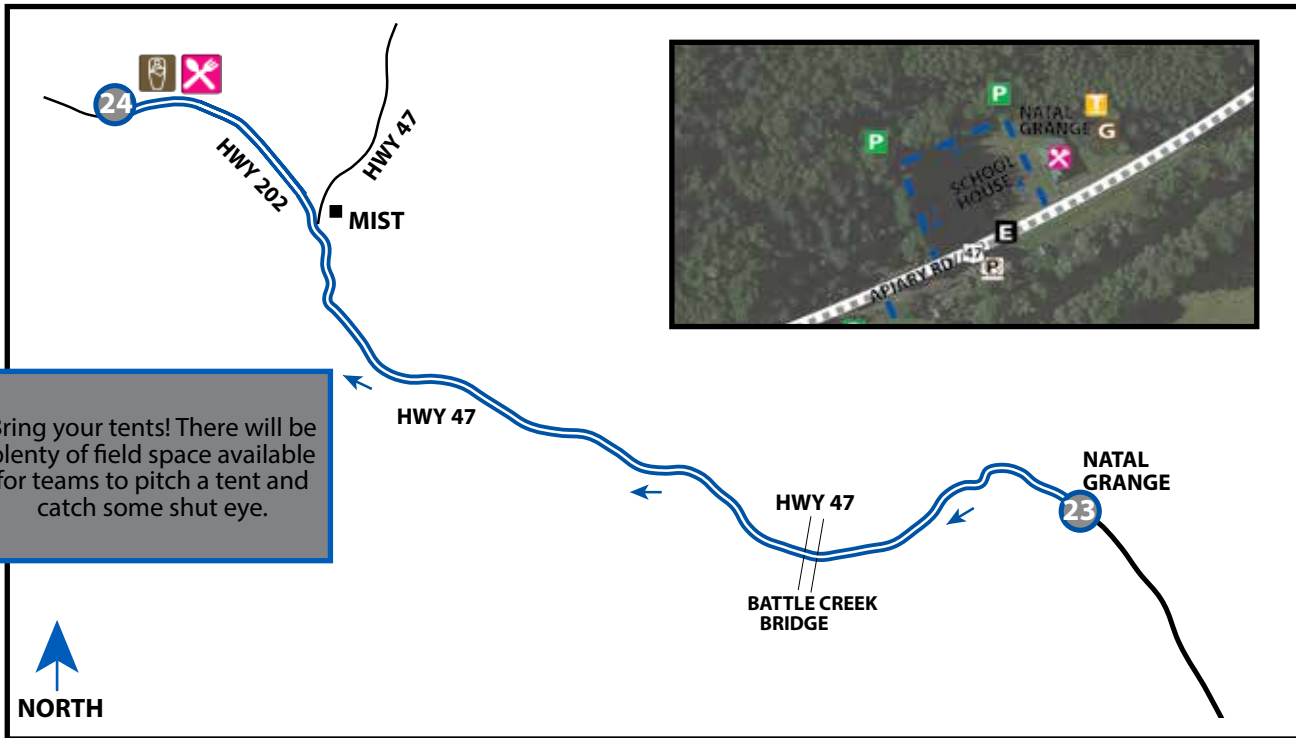 24
HWY 202
HWY 47
MIST
P
P
NATAL
GRANGE
T
G
SCHOOL
HOUSE
E
APIARY RD / 47
P
ring your tents! There will be
plenty of field space available
for teams to pitch a tent and
catch some shut eye.
HWY 47
HWY 47
BATTLE CREEK
BRIDGE
NATAL
GRANGE
23
NORTH